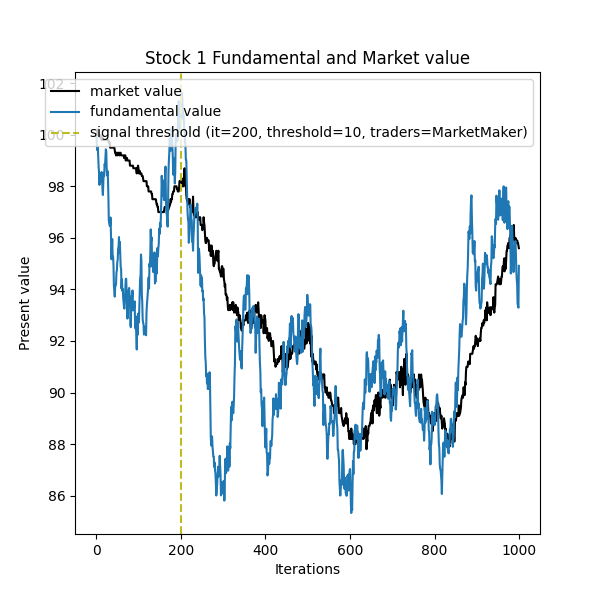 Stock 1 Fundamental and Market value
102
market value
fundamental value
100
signal threshold (it=200, threshold=10, traders=MarketMaker)
98
96
94
92
90
88
86
Present value
0 200 400 600 800 1000
Iterations